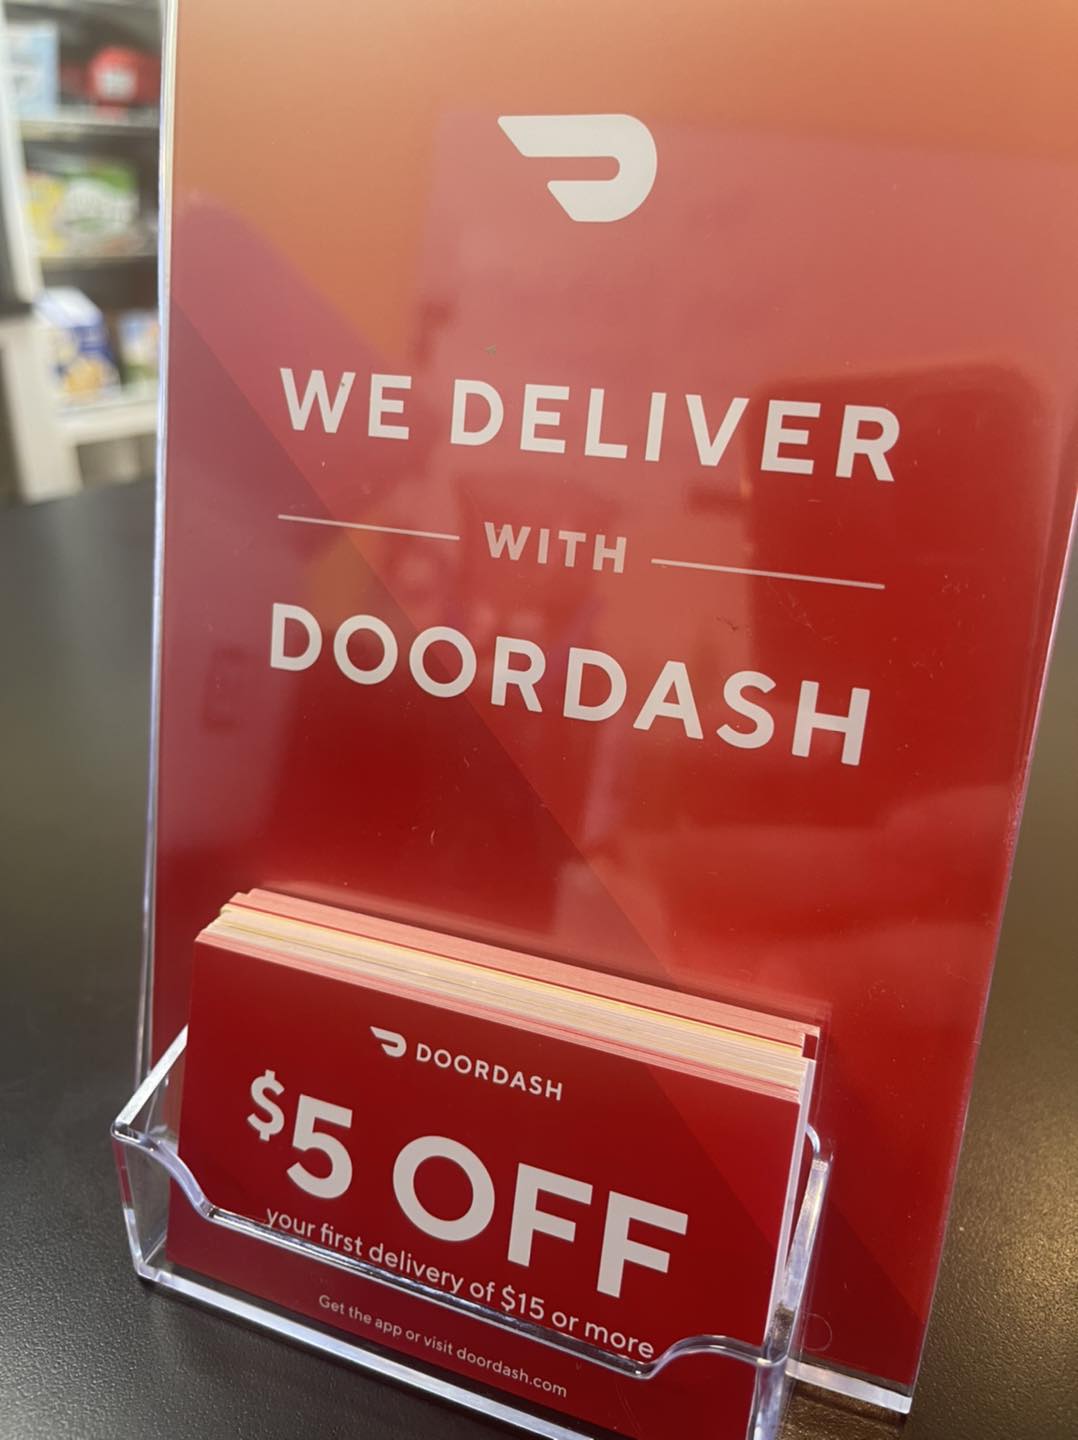 WE DELIVER
WITH
DOORDASH
DOORDASH
$5 OFF
your first delivery of $15 or more
Get the app or visit doordash.com